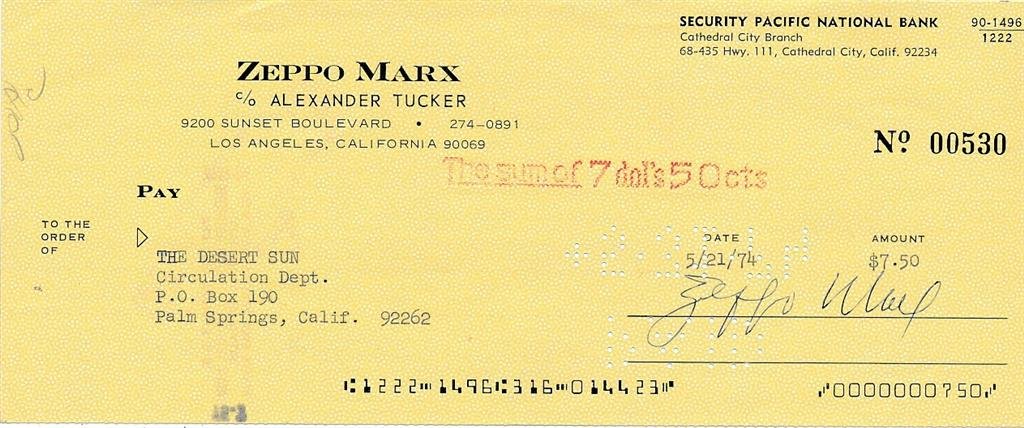 SECURITY PACIFIC NATIONAL BANK
Cathedral City Branch
68-435 Hwy. 111, Cathedral City, Calif. 92234
90-1496
1222
ZEPPO MARX
c/o ALEXANDER TUCKER
9200 SUNSET BOULEVARD • 274-0891
LOS ANGELES, CALIFORNIA 90069
Nº 00530
The sum of 7 dol's 50 cts
PAY
TO THE
ORDER
OF
THE DESERT SUN
Circulation Dept.
P.O. Box 190
Palm Springs, Calif. 92262
DATE
5/21/74
AMOUNT
$7.50
Zeppo Marx
⑆1222⑉1496⑆316⑉014423⑈ ⑈0000000750⑈